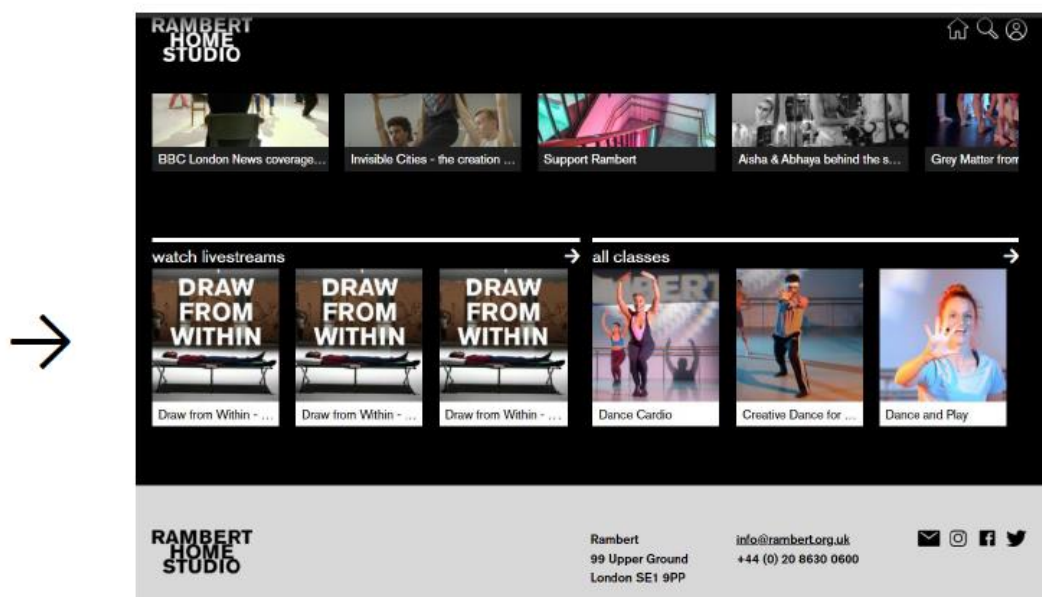 RAMBERT
HOME
STUDIO
BBC London News coverage...
Invisible Cities - the creation ...
Support Rambert
Aisha & Abhaya behind the s...
Grey Matter from
watch livestreams
all classes
DRAW
FROM
WITHIN
DRAW
FROM
WITHIN
DRAW
FROM
WITHIN
Draw from Within - ...
Draw from Within - ...
Draw from Within - ...
Dance Cardio
Creative Dance for ...
Dance and Play
RAMBERT
HOME
STUDIO
Rambert
99 Upper Ground
London SE1 9PP
info@rambert.org.uk
+44 (0) 20 8630 0600